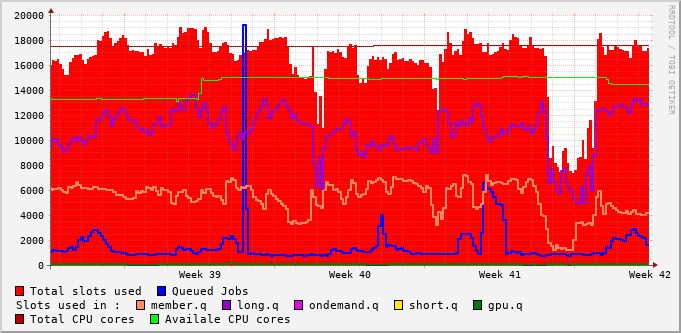 20000
18000
16000
14000
12000
10000
8000
6000
4000
2000
0
Week 39
Week 40
Week 41
Week 42
RRDTOOL / TOBI OETIKER
Total slots used
Queued Jobs
Slots used in :
member.q
long.q
ondemand.q
short.q
gpu.q
Total CPU cores
Availale CPU cores